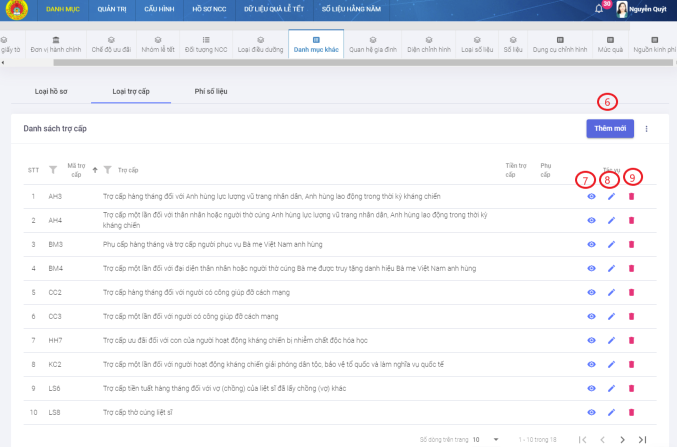 DANH MỤC QUẢN TRỊ CẤU HÌNH HỒ SƠ NCC DỮ LIỆU QUÀ LỄ TẾT SỐ LIỆU HÀNG NĂM 30 Nguyễn Quýt
giấy tờ Đơn vị hành chính Chế độ ưu đãi Nhóm lễ tết Đối tượng NCC Loại điều dưỡng Danh mục khác Quan hệ gia đình Diện chỉnh hình Loại số liệu Số liệu Dụng cụ chỉnh hình Mức quà Nguồn kinh phí
Loại hồ sơ Loại trợ cấp Phí số liệu
6
Danh sách trợ cấp Thêm mới
STT Mã trợ cấp Trợ cấp Tiền trợ cấp Phụ cấp Tác vụ
7 8 9
1 AH3 Trợ cấp hàng tháng đối với Anh hùng lực lượng vũ trang nhân dân, Anh hùng lao động trong thời kỳ kháng chiến
2 AH4 Trợ cấp một lần đối với thân nhân hoặc người thờ cúng Anh hùng lực lượng vũ trang nhân dân, Anh hùng lao động trong thời kỳ
kháng chiến
3 BM3 Phụ cấp hàng tháng và trợ cấp người phục vụ Bà mẹ Việt Nam anh hùng
4 BM4 Trợ cấp một lần đối với đại diện thân nhân hoặc người thờ cúng Bà mẹ được truy tặng danh hiệu Bà mẹ Việt Nam anh hùng
5 CC2 Trợ cấp hàng tháng đối với người có công giúp đỡ cách mạng
6 CC3 Trợ cấp một lần đối với người có công giúp đỡ cách mạng
7 HH7 Trợ cấp ưu đãi đối với con của người hoạt động kháng chiến bị nhiễm chất độc hóa học
8 KC2 Trợ cấp một lần đối với người hoạt động kháng chiến giải phóng dân tộc, bảo vệ tổ quốc và làm nghĩa vụ quốc tế
9 LS6 Trợ cấp tiền tuất hàng tháng đối với vợ (chồng) của liệt sĩ đã lấy chồng (vợ) khác
10 LS8 Trợ cấp thờ cúng liệt sĩ
Số dòng trên trang 10 1 - 10 trong 18